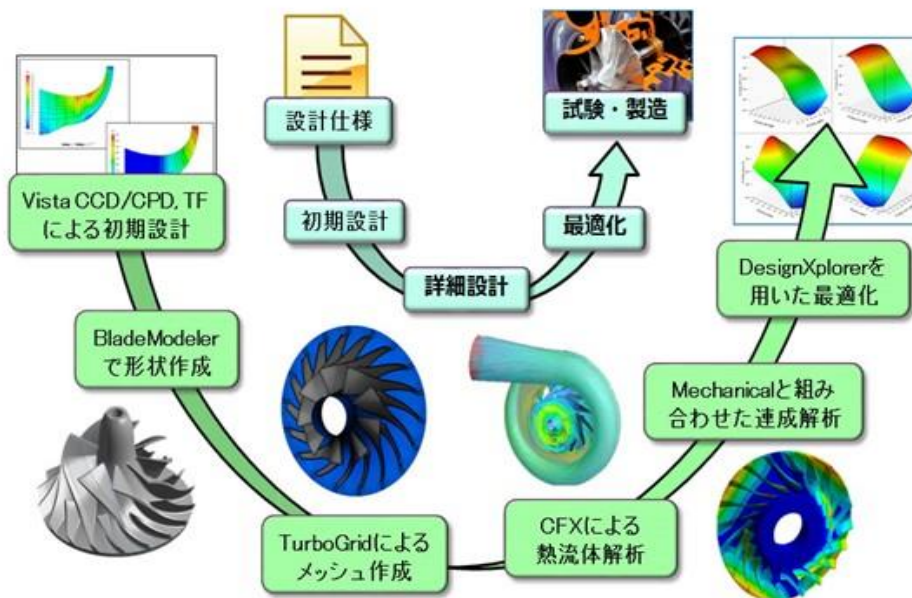 設計仕様
試験・製造
Vista CCD/CPD, TF
による初期設計
初期設計
最適化
詳細設計
DesignXplorerを
用いた最適化
BladeModeler
で形状作成
Mechanicalと組み
合わせた連成解析
TurboGridによる
メッシュ作成
CFXによる
熱流体解析